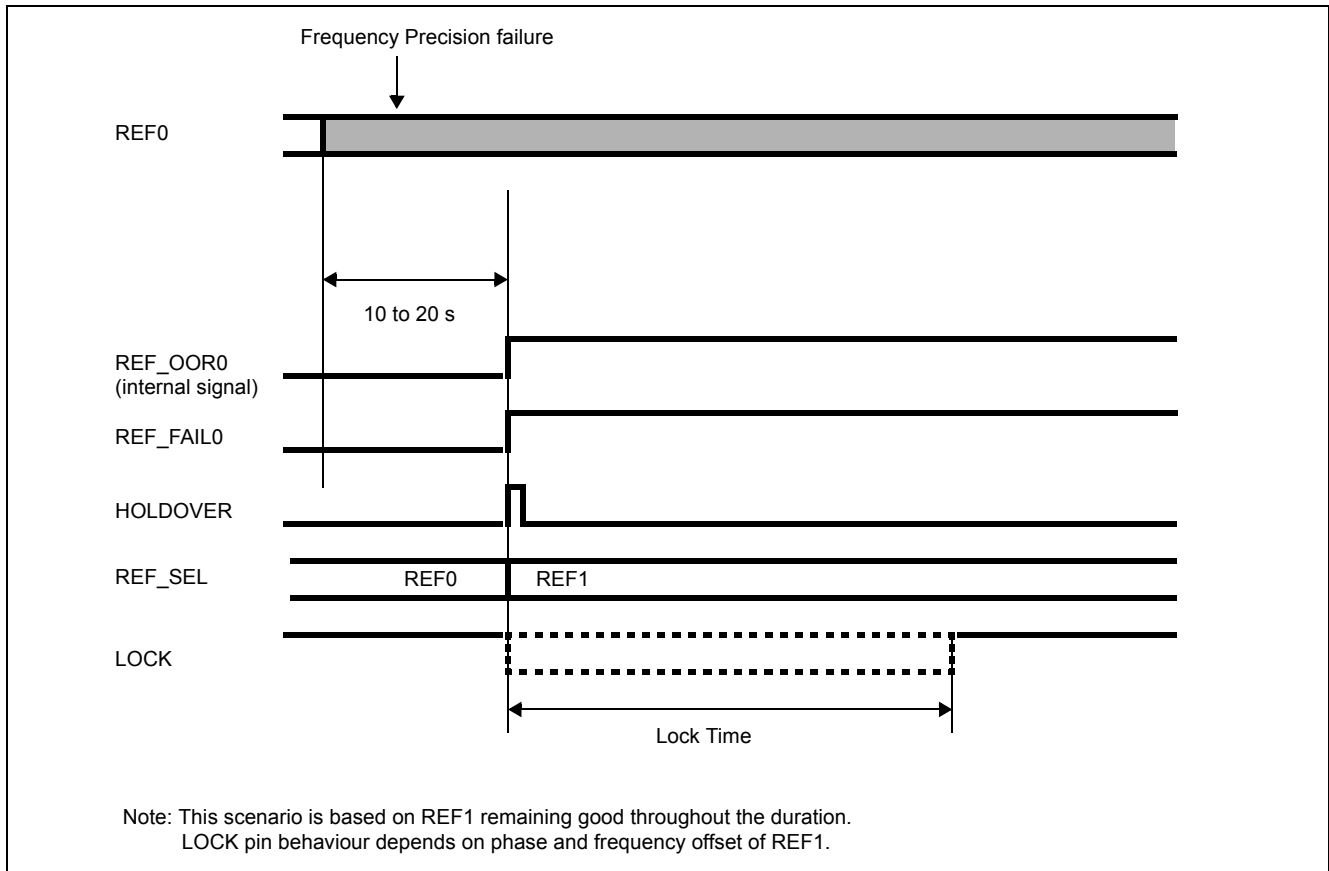 Frequency Precision failure
REF0
10 to 20 s
REF_OOR0
(internal signal)
REF_FAIL0
HOLDOVER
REF_SEL
REF0
REF1
LOCK
Lock Time
Note: This scenario is based on REF1 remaining good throughout the duration.
LOCK pin behaviour depends on phase and frequency offset of REF1.